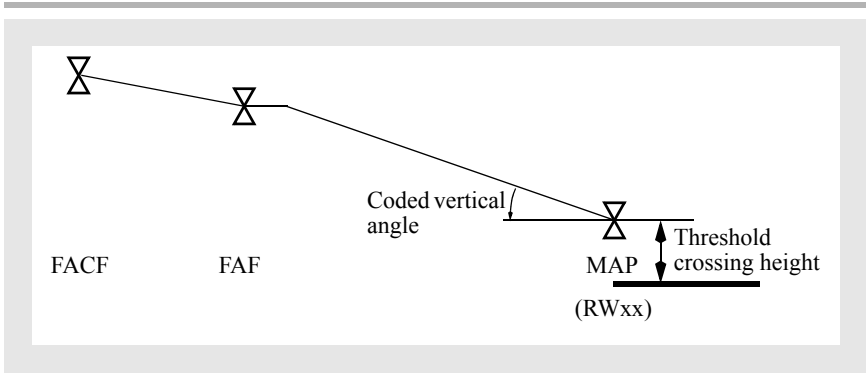 Coded vertical
angle
Threshold
crossing height
FACF
FAF
MAP
(RWxx)